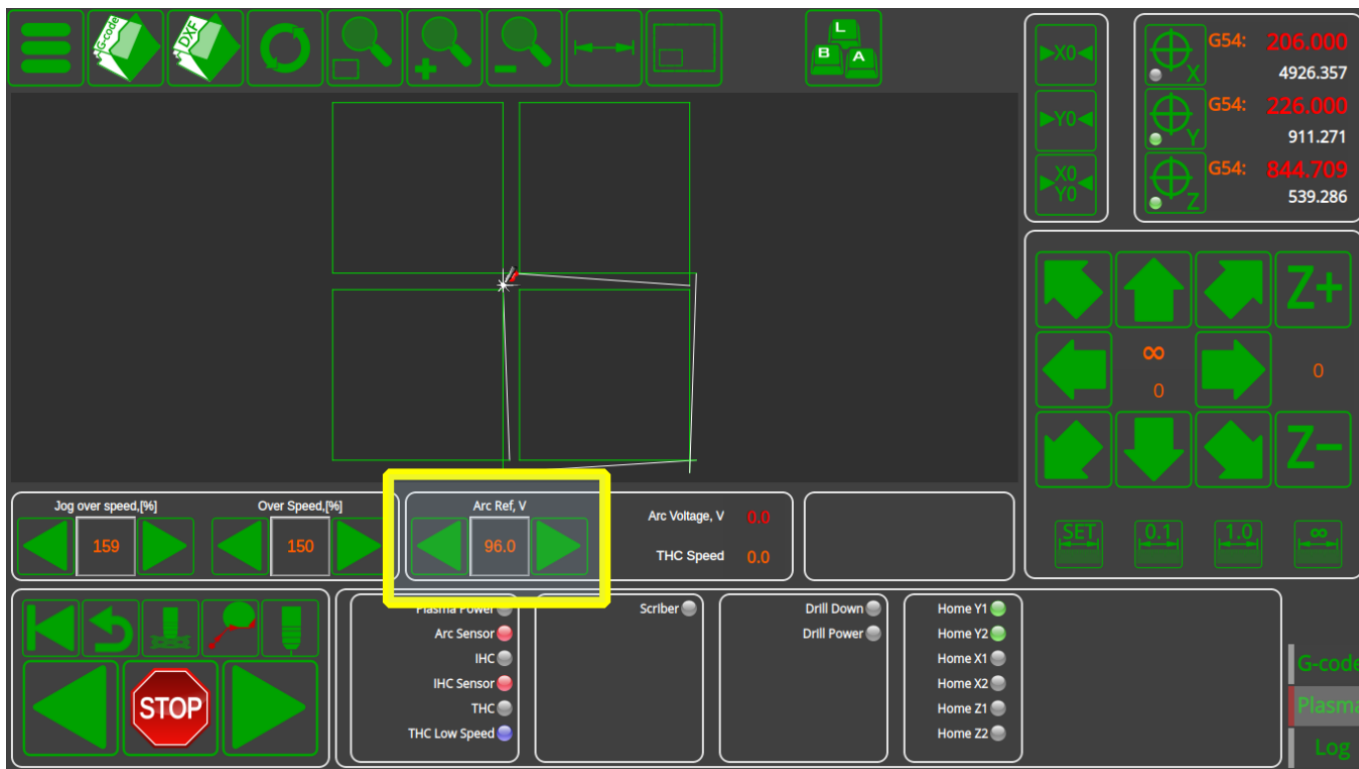 G-code
DXF
L
B
A
X0
Y0
X0
Y0
X
G54: 206.000
4926.357
Y
G54: 226.000
911.271
Z
G54: 844.709
539.286
Z+
∞
0
0
Z−
SET
0.1
1.0
∞
Jog over speed,[%]
159
Over Speed,[%]
150
Arc Ref, V
96.0
Arc Voltage, V 0.0
THC Speed 0.0
STOP
Plasma Power
Arc Sensor
IHC
IHC Sensor
THC
THC Low Speed
Scriber
Drill Down
Drill Power
Home Y1
Home Y2
Home X1
Home X2
Home Z1
Home Z2
G-code
Plasma
Log